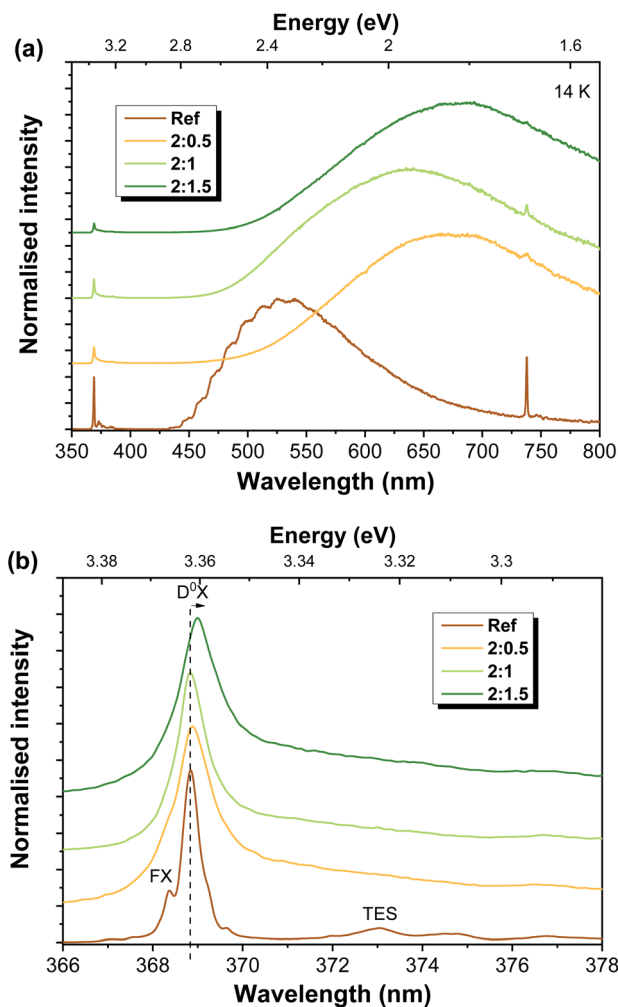 Energy (eV)
(a)
3.2 2.8 2.4 2 1.6
14 K
Ref
2:0.5
2:1
2:1.5
Normalised intensity
350 400 450 500 550 600 650 700 750 800
Wavelength (nm)
Energy (eV)
(b)
3.38 3.36 3.34 3.32 3.3
D⁰X
Ref
2:0.5
2:1
2:1.5
Normalised intensity
FX
TES
366 368 370 372 374 376 378
Wavelength (nm)